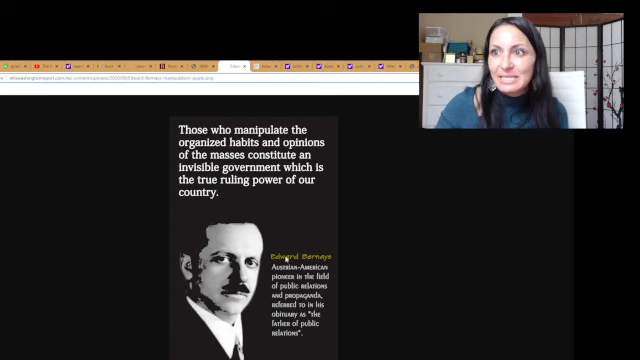 Those who manipulate the
organized habits and opinions
of the masses constitute an
invisible government which is
the true ruling power of our
country.
Edward Bernays
Austrian-American
pioneer in the field
of public relations
and propaganda,
referred to in his
obituary as "the
father of public
relations".